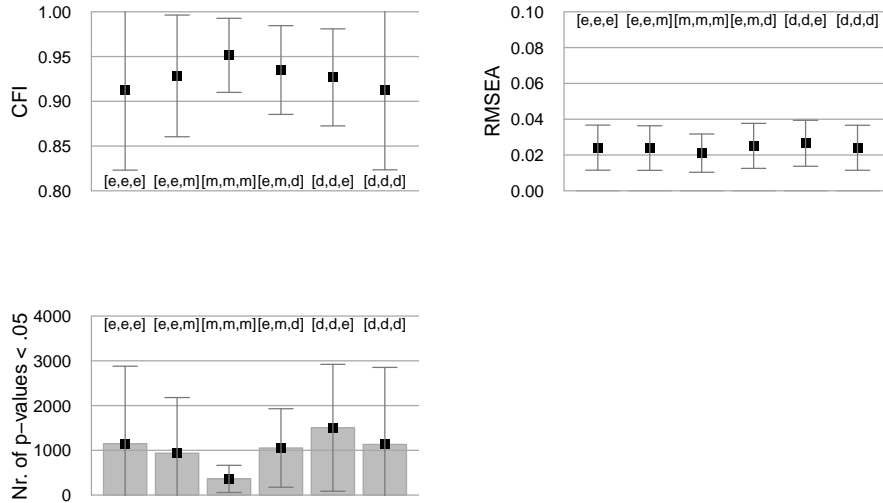 CFI
1.00
0.95
0.90
0.85
0.80
[e,e,e] [e,e,m] [m,m,m] [e,m,d] [d,d,e] [d,d,d]
RMSEA
0.10
0.08
0.06
0.04
0.02
0.00
[e,e,e] [e,e,m] [m,m,m] [e,m,d] [d,d,e] [d,d,d]
Nr. of p−values < .05
4000
3000
2000
1000
0
[e,e,e] [e,e,m] [m,m,m] [e,m,d] [d,d,e] [d,d,d]